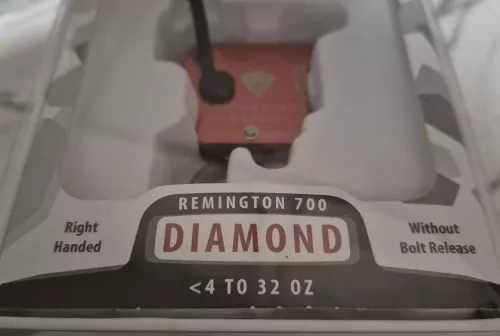 REMINGTON 700
Right
Handed
DIAMOND
Without
Bolt Release
<4 TO 32 OZ